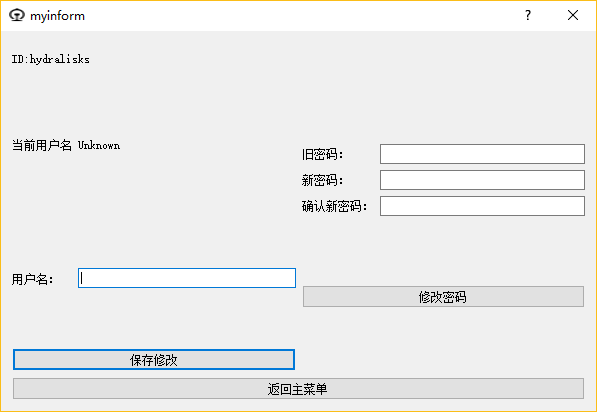 myinform
ID:hydralisks
当前用户名 Unknown
旧密码：
新密码：
确认新密码：
用户名：
修改密码
保存修改
返回主菜单